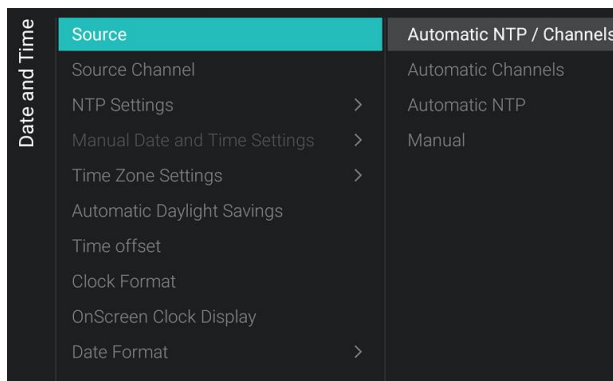 Date and Time
Source
Source Channel
NTP Settings
Manual Date and Time Settings
Time Zone Settings
Automatic Daylight Savings
Time offset
Clock Format
OnScreen Clock Display
Date Format
Automatic NTP / Channels
Automatic Channels
Automatic NTP
Manual